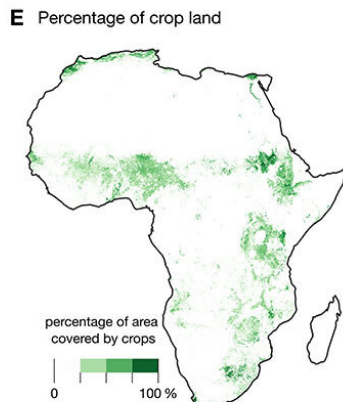 E Percentage of crop land
percentage of area
covered by crops
0 100 %